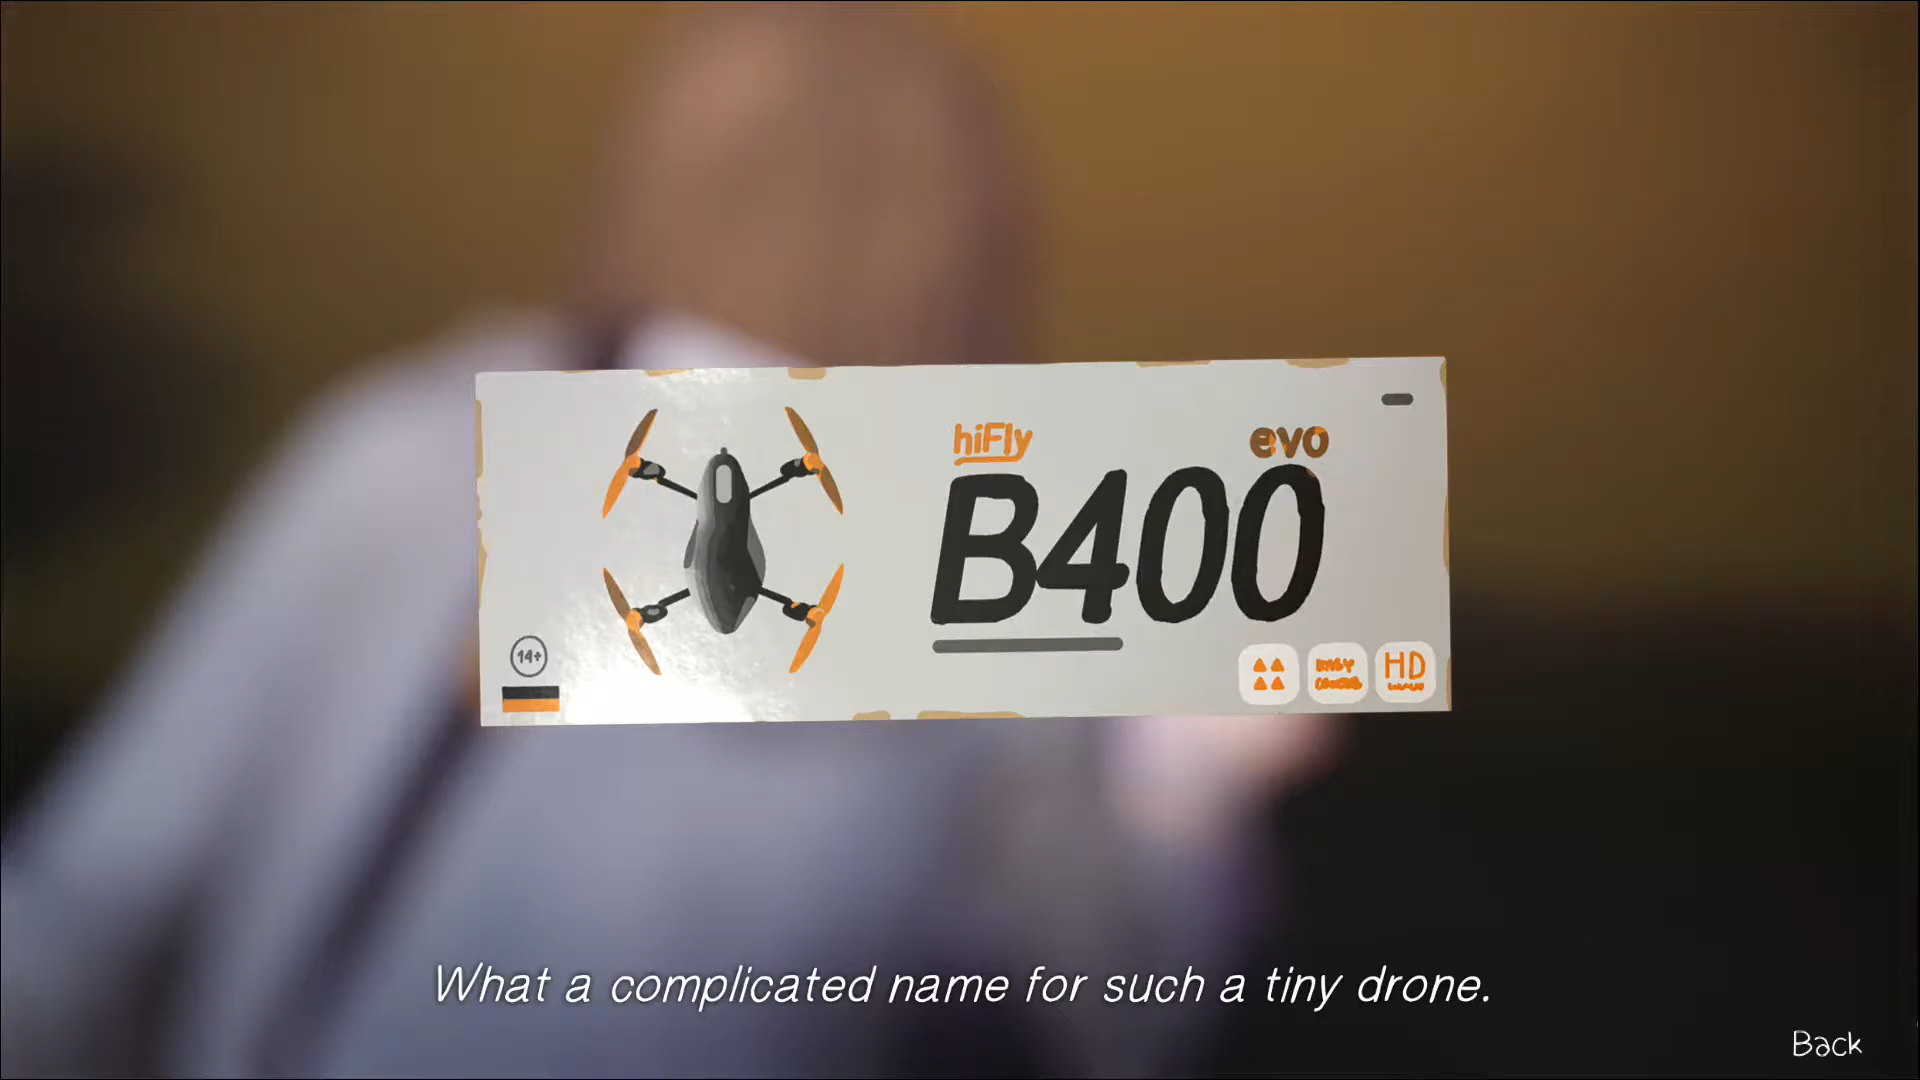 hiFly
evo
B400
14+
HD
What a complicated name for such a tiny drone.
Back